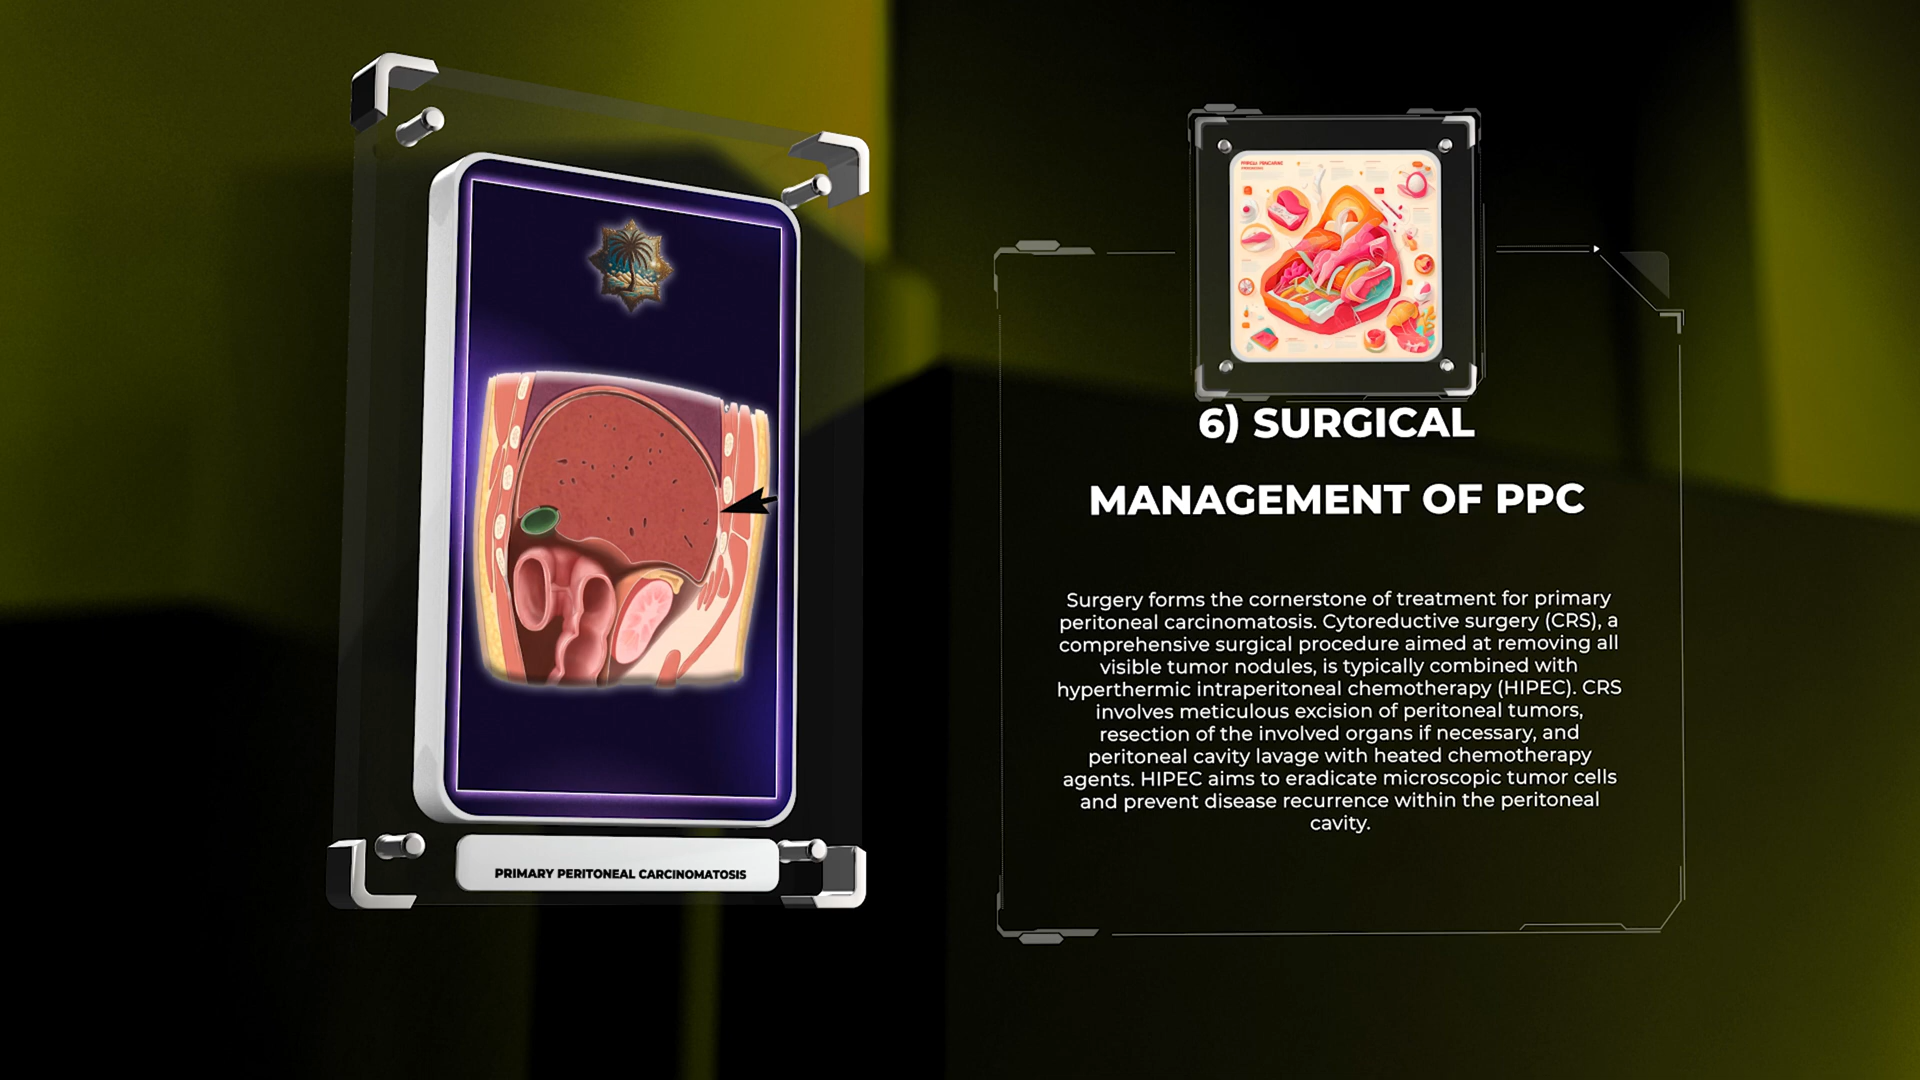 6) SURGICAL
MANAGEMENT OF PPC
Surgery forms the cornerstone of treatment for primary
peritoneal carcinomatosis. Cytoreductive surgery (CRS), a
comprehensive surgical procedure aimed at removing all
visible tumor nodules, is typically combined with
hyperthermic intraperitoneal chemotherapy (HIPEC). CRS
involves meticulous excision of peritoneal tumors,
resection of the involved organs if necessary, and
peritoneal cavity lavage with heated chemotherapy
agents. HIPEC aims to eradicate microscopic tumor cells
and prevent disease recurrence within the peritoneal
cavity.
PRIMARY PERITONEAL CARCINOMATOSIS